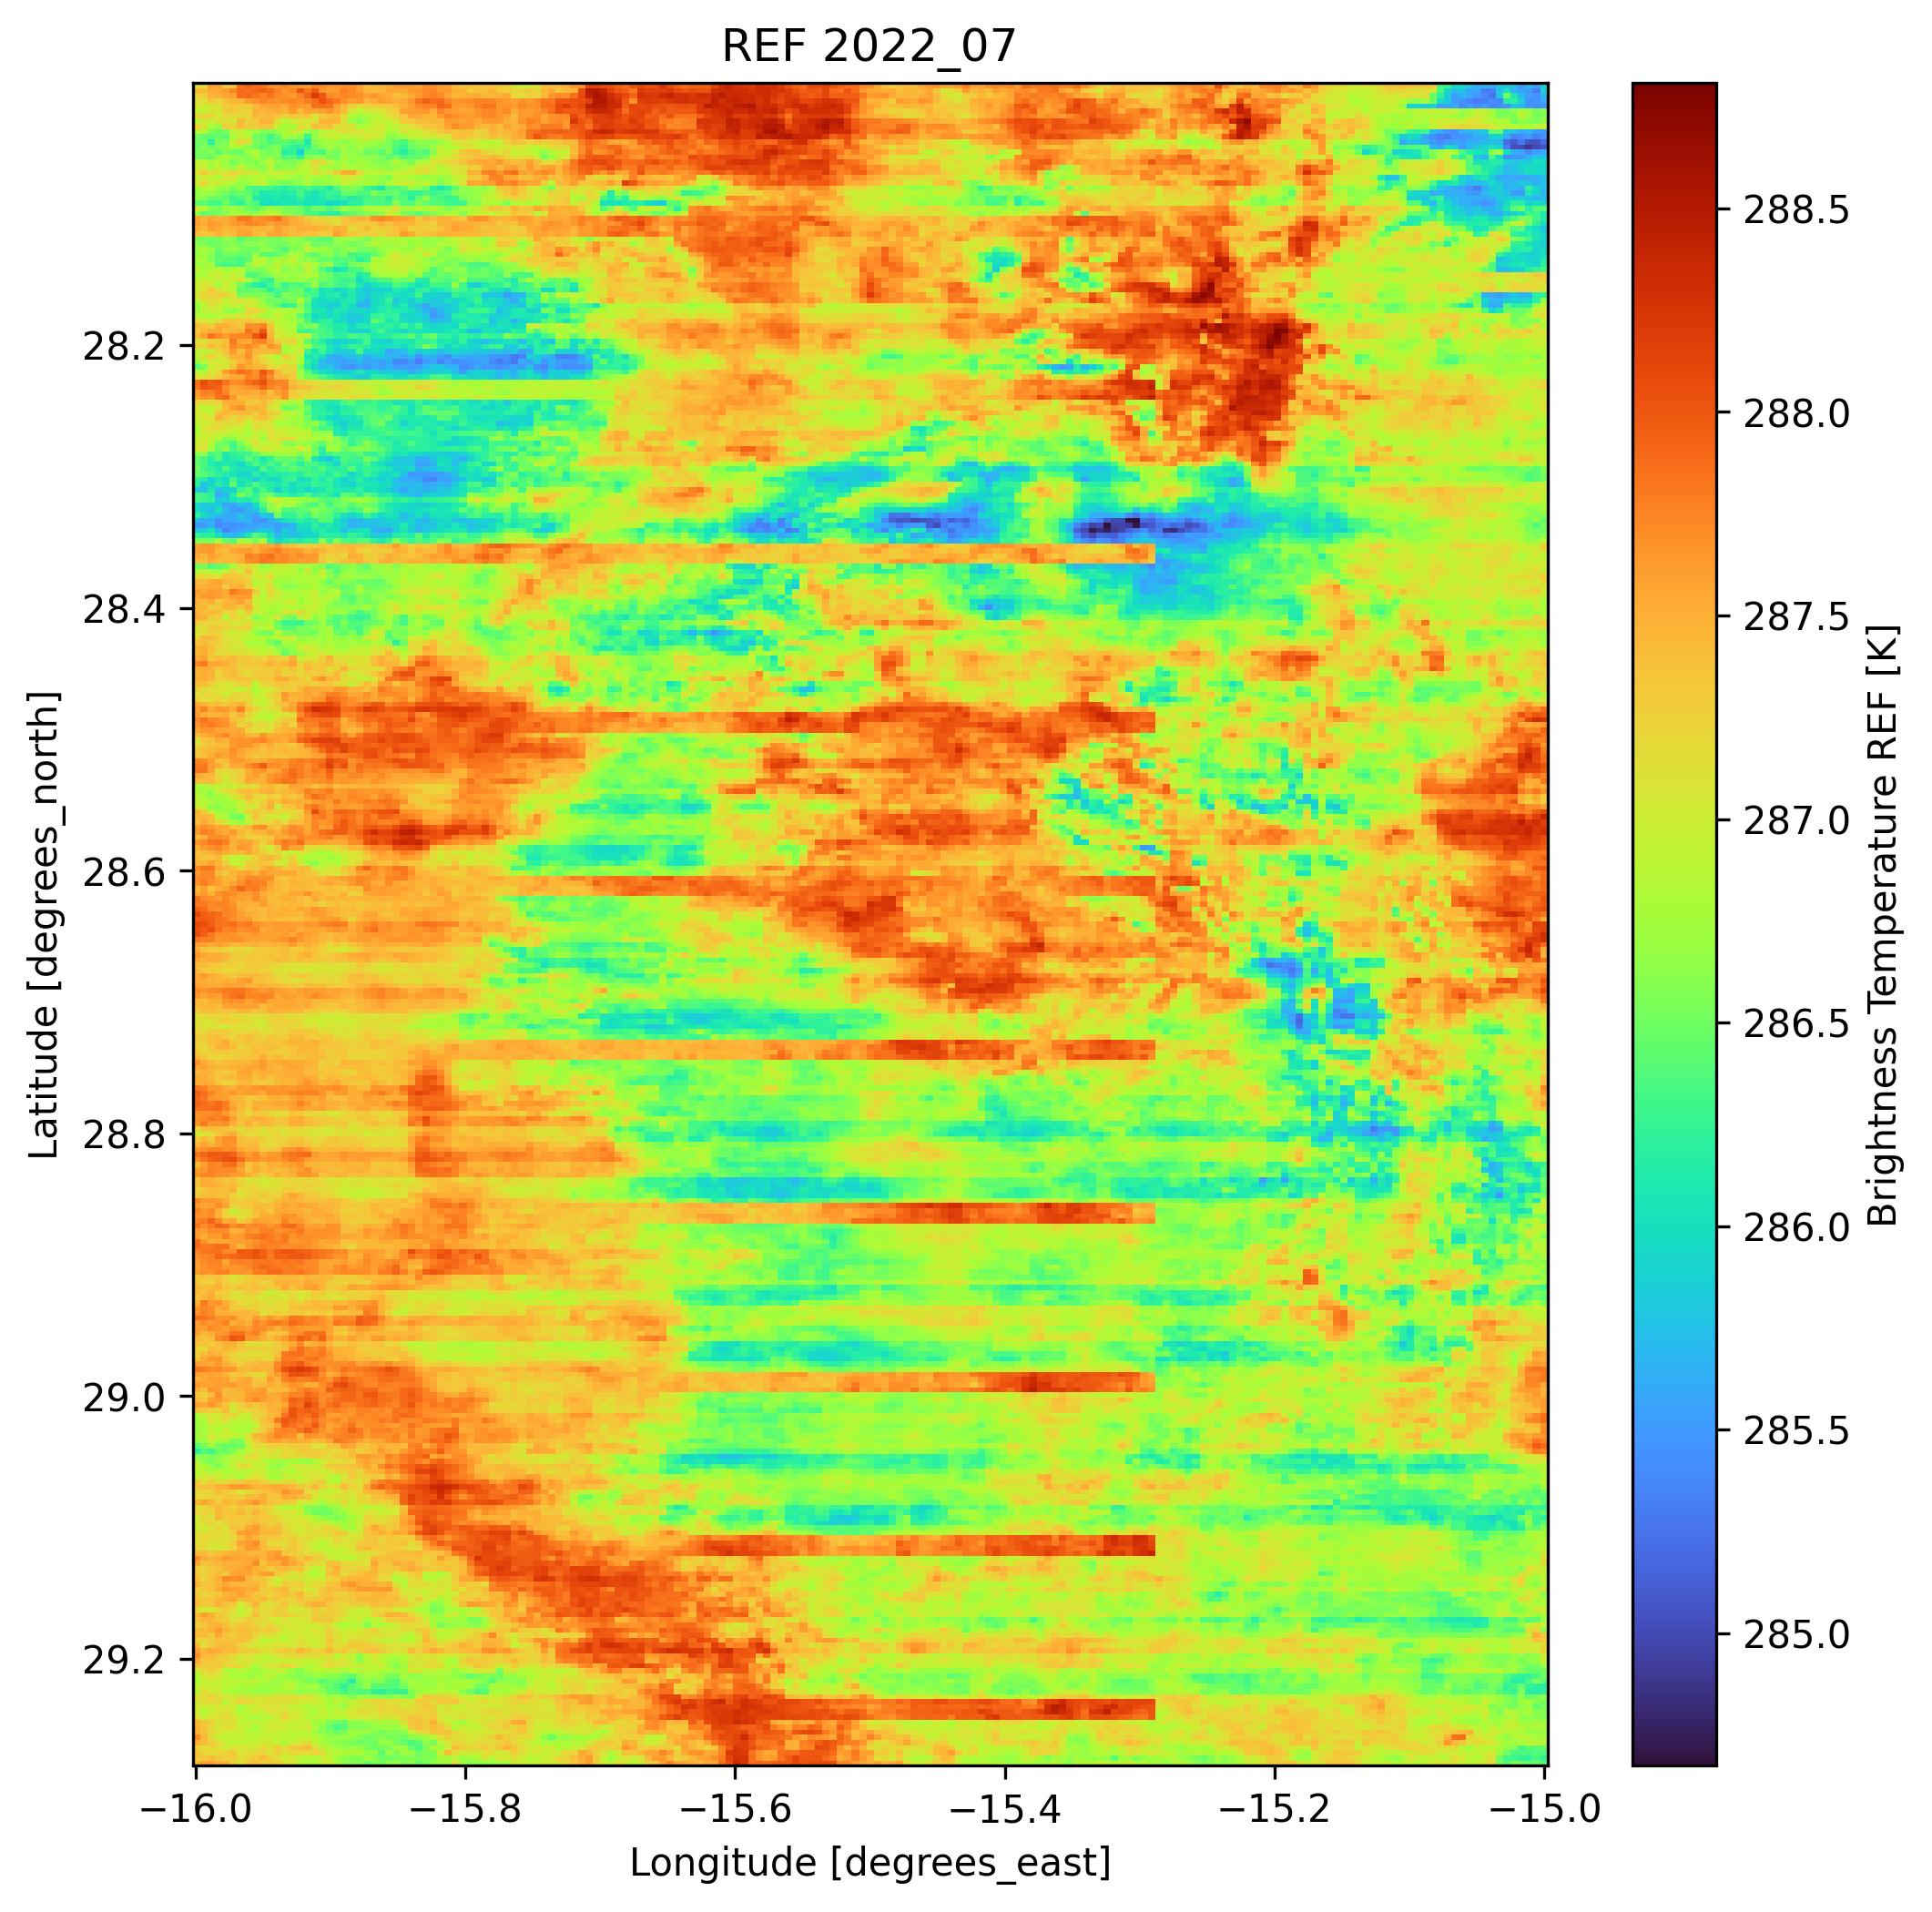 REF 2022_07
28.2
28.4
28.6
28.8
29.0
29.2
Latitude [degrees_north]
−16.0 −15.8 −15.6 −15.4 −15.2 −15.0
Longitude [degrees_east]
288.5
288.0
287.5
287.0
286.5
286.0
285.5
285.0
Brightness Temperature REF [K]